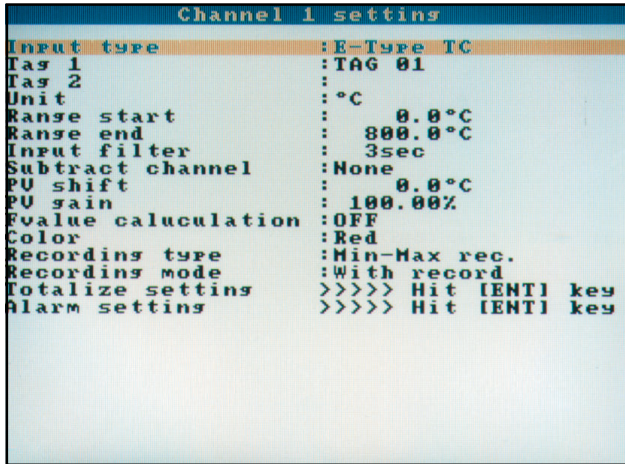 Channel 1 setting
Input type :E-Type TC
Tag 1 :TAG 01
Tag 2 :
Unit :°C
Range start : 0.0°C
Range end : 800.0°C
Input filter : 3sec
Subtract channel :None
PV shift : 0.0°C
PV gain : 100.00%
Fvalue caluculation :OFF
Color :Red
Recording type :Min-Max rec.
Recording mode :With record
Totalize setting >>>>> Hit [ENT] key
Alarm setting >>>>> Hit [ENT] key